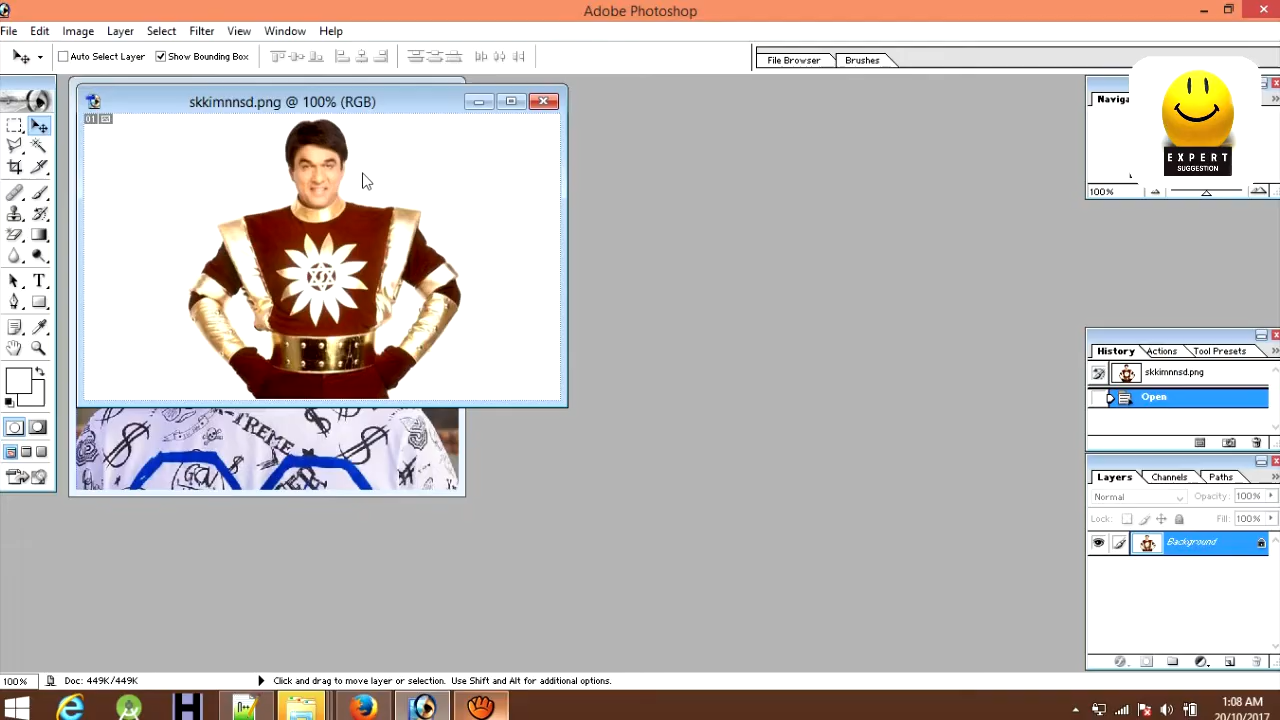 Adobe Photoshop
File Edit Image Layer Select Filter View Window Help
Auto Select Layer Show Bounding Box
File Browser Brushes
skkimnnsd.png @ 100% (RGB)
01
Naviga
EXPERT
SUGGESTION
100%
T
History Actions Tool Presets
skkimnnsd.png
Open
TREME
Layers Channels Paths
Normal Opacity: 100%
Lock: Fill: 100%
Background
100% Doc: 449K/449K Click and drag to move layer or selection. Use Shift and Alt for additional options.
1:08 AM
20/10/2017